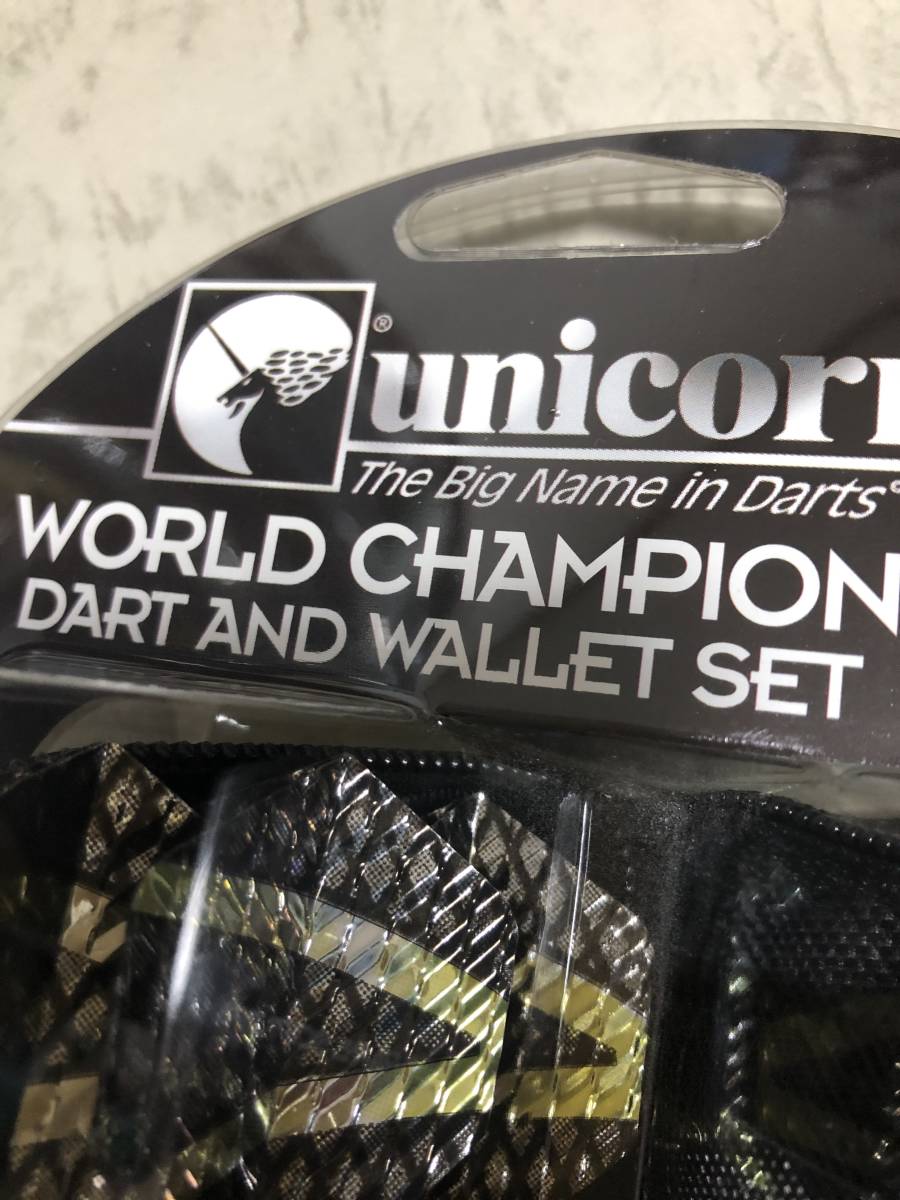 ® unicorn
The Big Name in Darts®
WORLD CHAMPION
DART AND WALLET SET